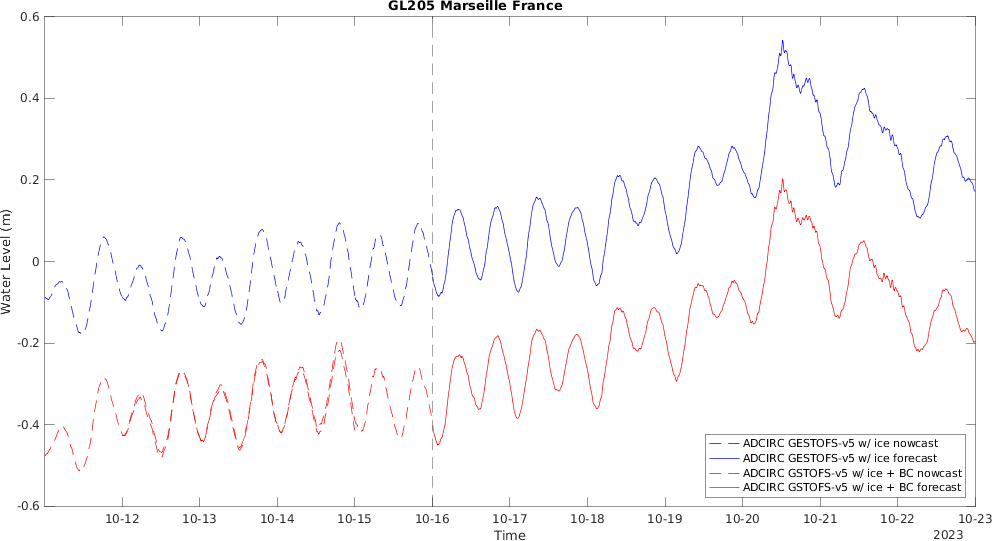 GL205 Marseille France
0.6
0.4
0.2
0
-0.2
-0.4
-0.6
Water Level (m)
10-12
10-13
10-14
10-15
10-16
10-17
10-18
10-19
10-20
10-21
10-22
10-23
Time
2023
ADCIRC GESTOFS-v5 w/ ice nowcast
ADCIRC GESTOFS-v5 w/ ice forecast
ADCIRC GSTOFS-v5 w/ ice + BC nowcast
ADCIRC GSTOFS-v5 w/ ice + BC forecast